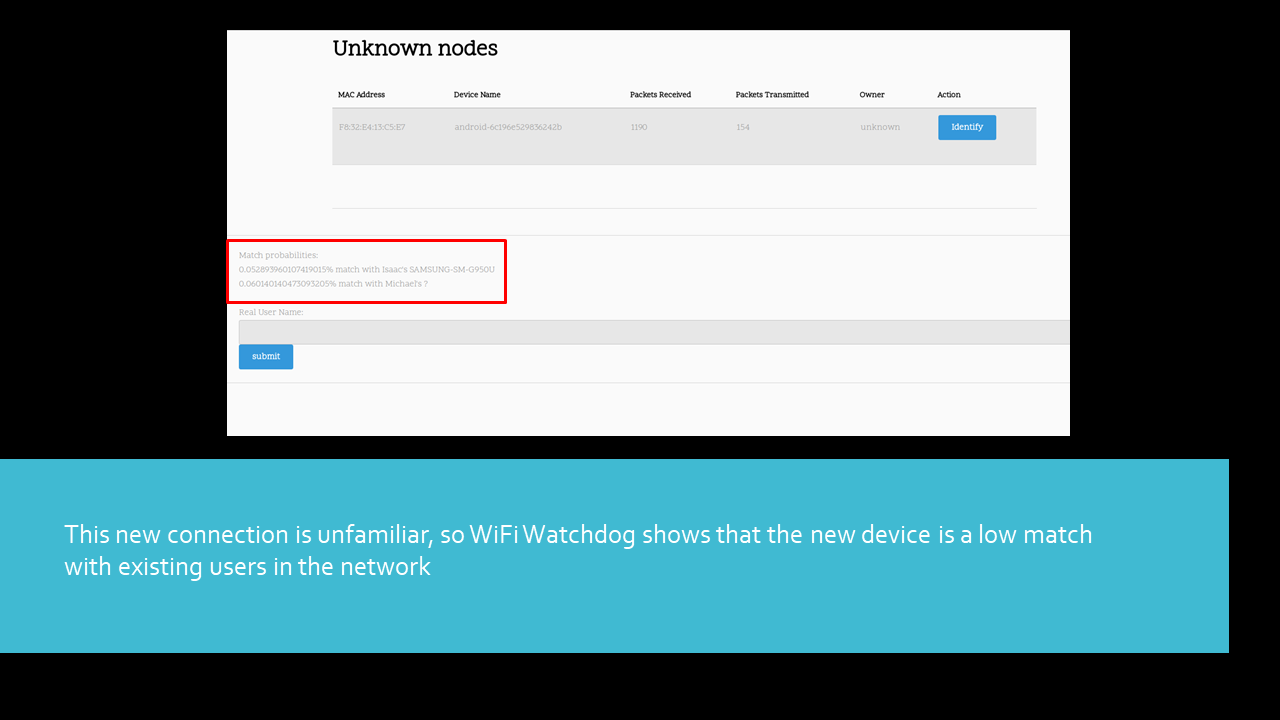 Unknown nodes
MAC Address Device Name Packets Received Packets Transmitted Owner Action
F8:32:E4:13:C5:E7 android-6c196e529836242b 1190 154 unknown Identify
Match probabilities:
0.052893960107419015% match with Isaac's SAMSUNG-SM-G950U
0.060140140473093205% match with Michael's ?
Real User Name:
submit
This new connection is unfamiliar, so WiFi Watchdog shows that the new device is a low match
with existing users in the network